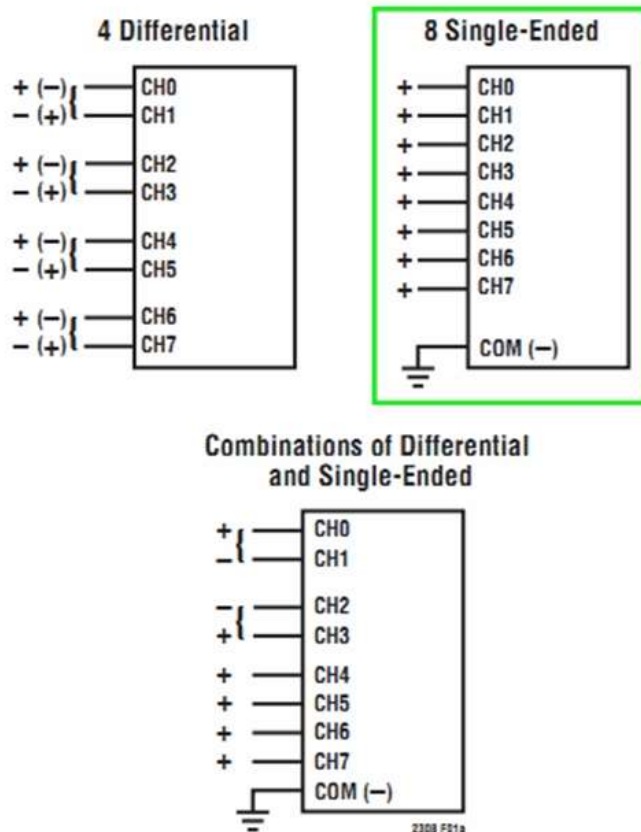 4 Differential
+ (−) { CH0
− (+) CH1
+ (−) { CH2
− (+) CH3
+ (−) { CH4
− (+) CH5
+ (−) { CH6
− (+) CH7
8 Single-Ended
+ CH0
+ CH1
+ CH2
+ CH3
+ CH4
+ CH5
+ CH6
+ CH7
COM (−)
Combinations of Differential
and Single-Ended
+ { CH0
− CH1
− { CH2
+ CH3
+ CH4
+ CH5
+ CH6
+ CH7
COM (−)
2308 F01a